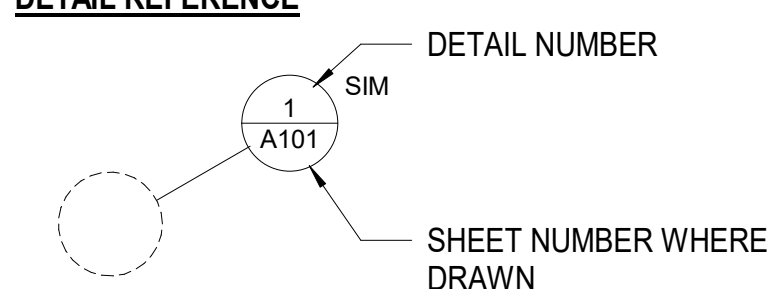 DETAIL REFERENCE
DETAIL NUMBER
SIM
1
A101
SHEET NUMBER WHERE
DRAWN